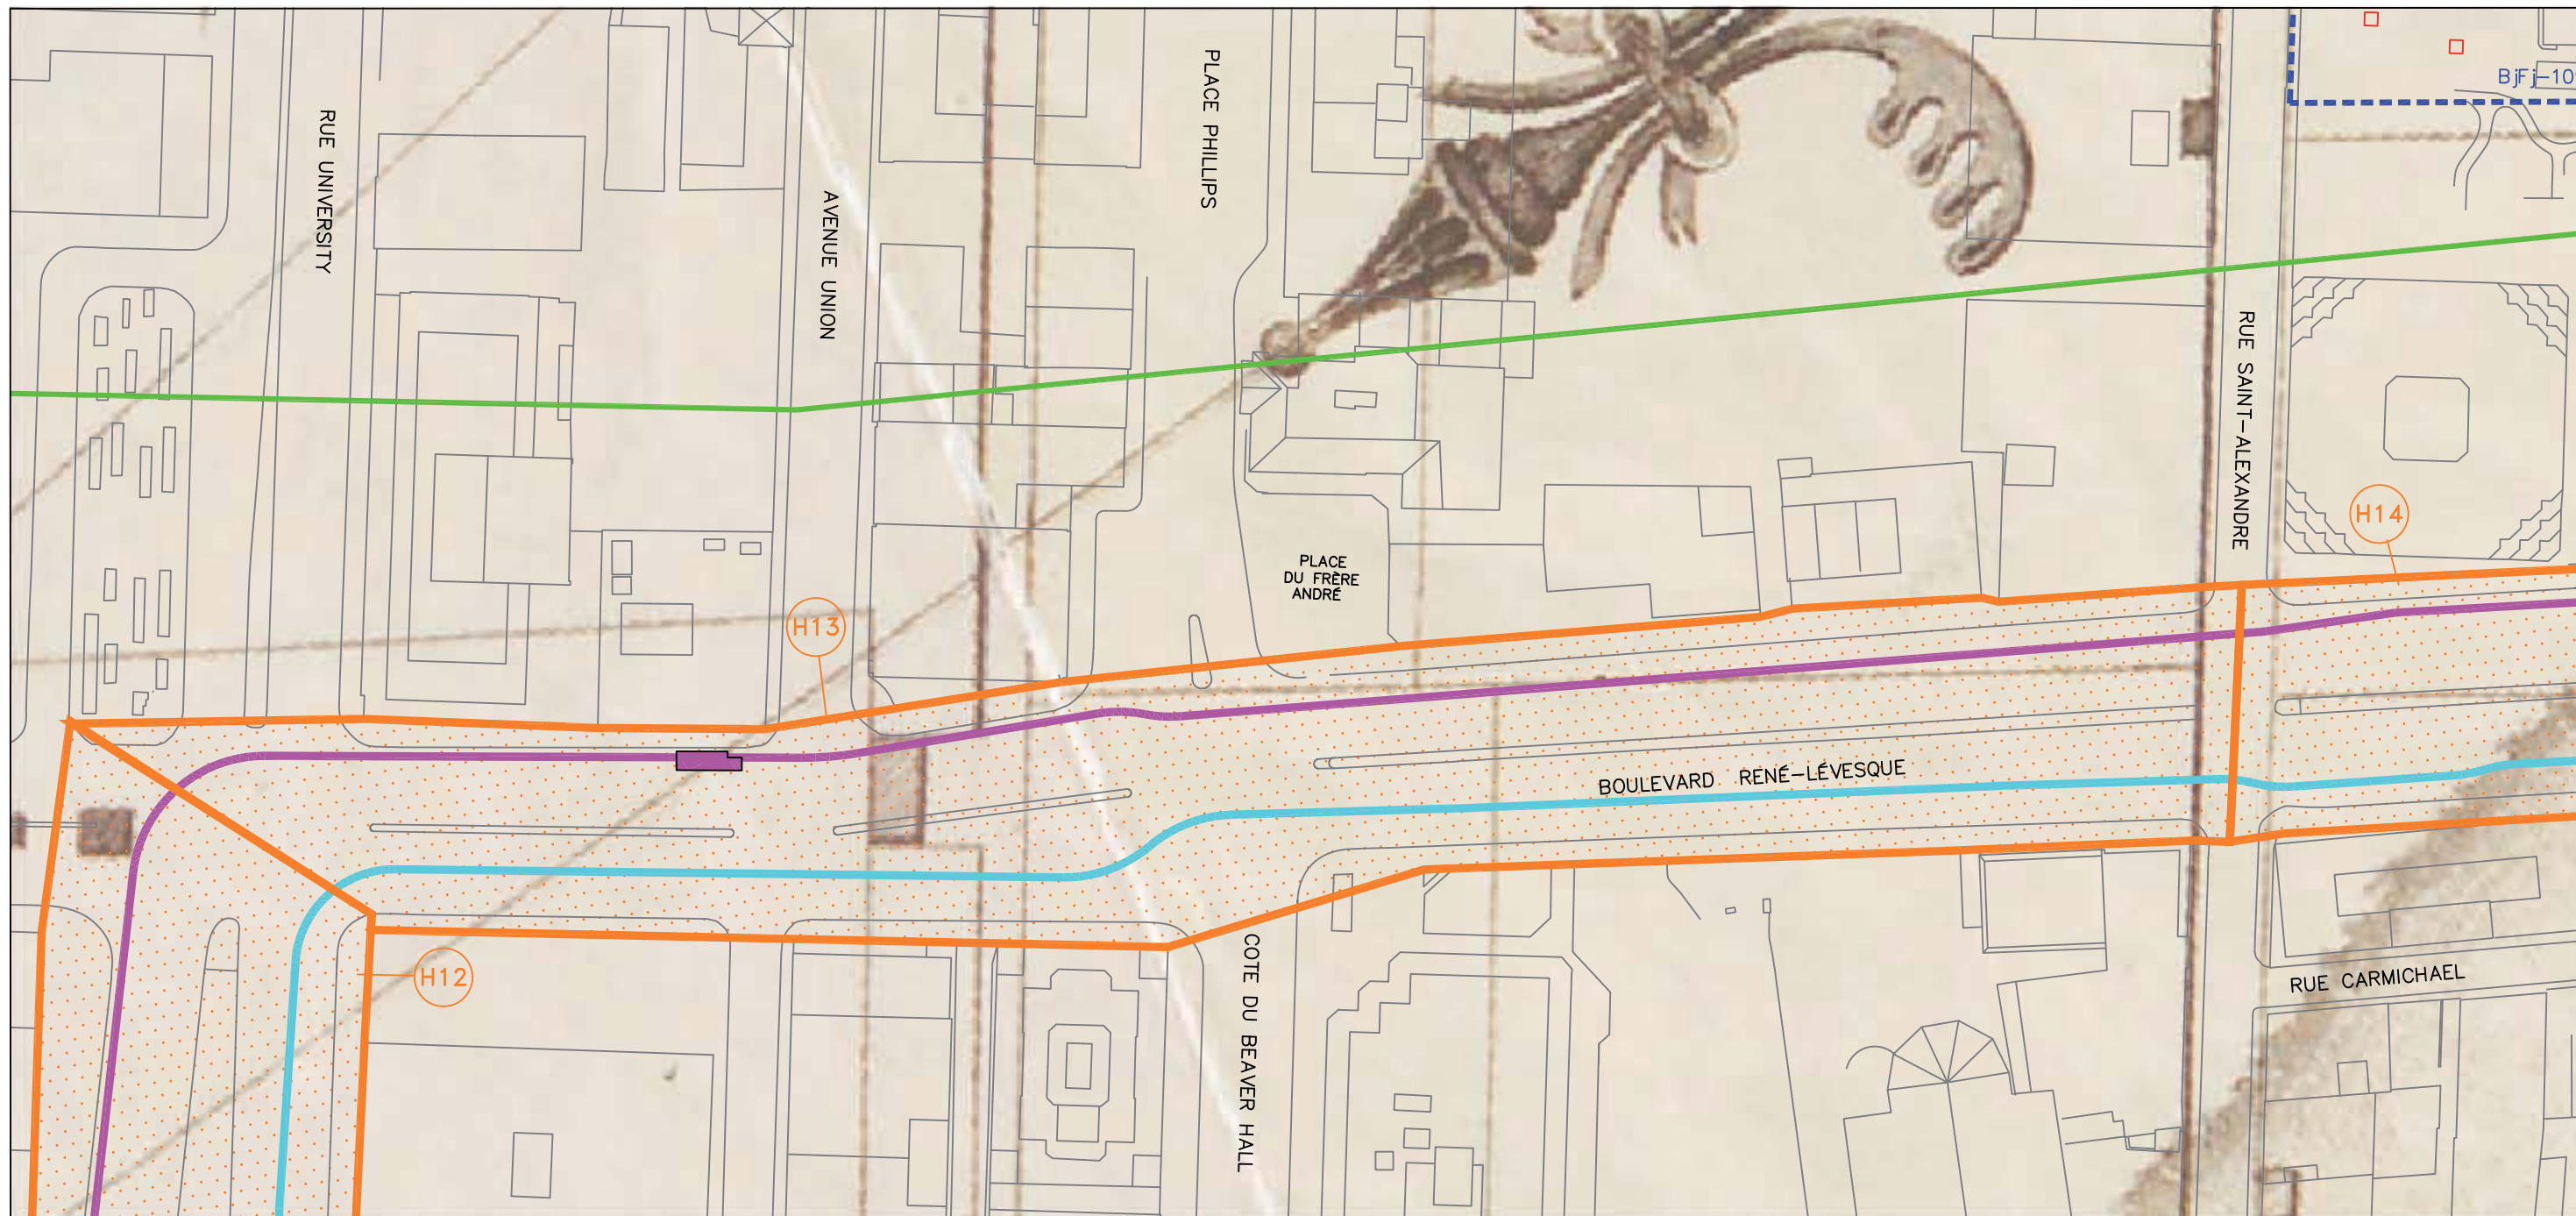 BjFj-10
RUE UNIVERSITY
AVENUE UNION
PLACE PHILLIPS
RUE SAINT-ALEXANDRE
H14
PLACE
DU FRÈRE
ANDRÉ
H13
BOULEVARD RENÉ-LÉVESQUE
H12
COTE DU BEAVER HALL
RUE CARMICHAEL